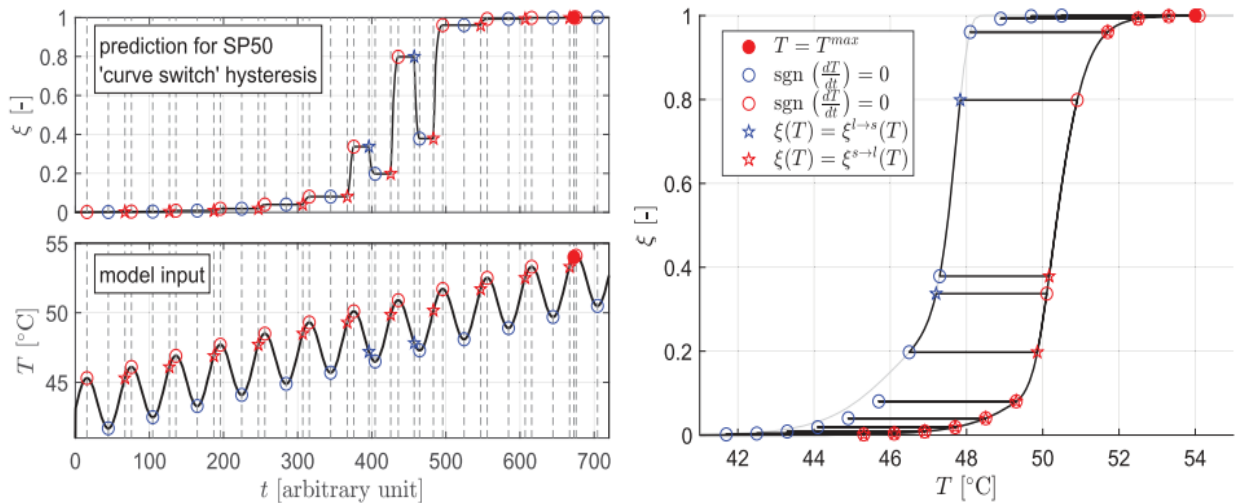 prediction for SP50
'curve switch' hysteresis
ξ [-]
1
0.8
0.6
0.4
0.2
0
model input
T [°C]
55
50
45
0 100 200 300 400 500 600 700
t [arbitrary unit]
T = T^{max}
sgn (dT/dt) = 0
sgn (dT/dt) = 0
ξ(T) = ξ^{l→s}(T)
ξ(T) = ξ^{s→l}(T)
ξ [-]
1
0.8
0.6
0.4
0.2
0
42 44 46 48 50 52 54
T [°C]